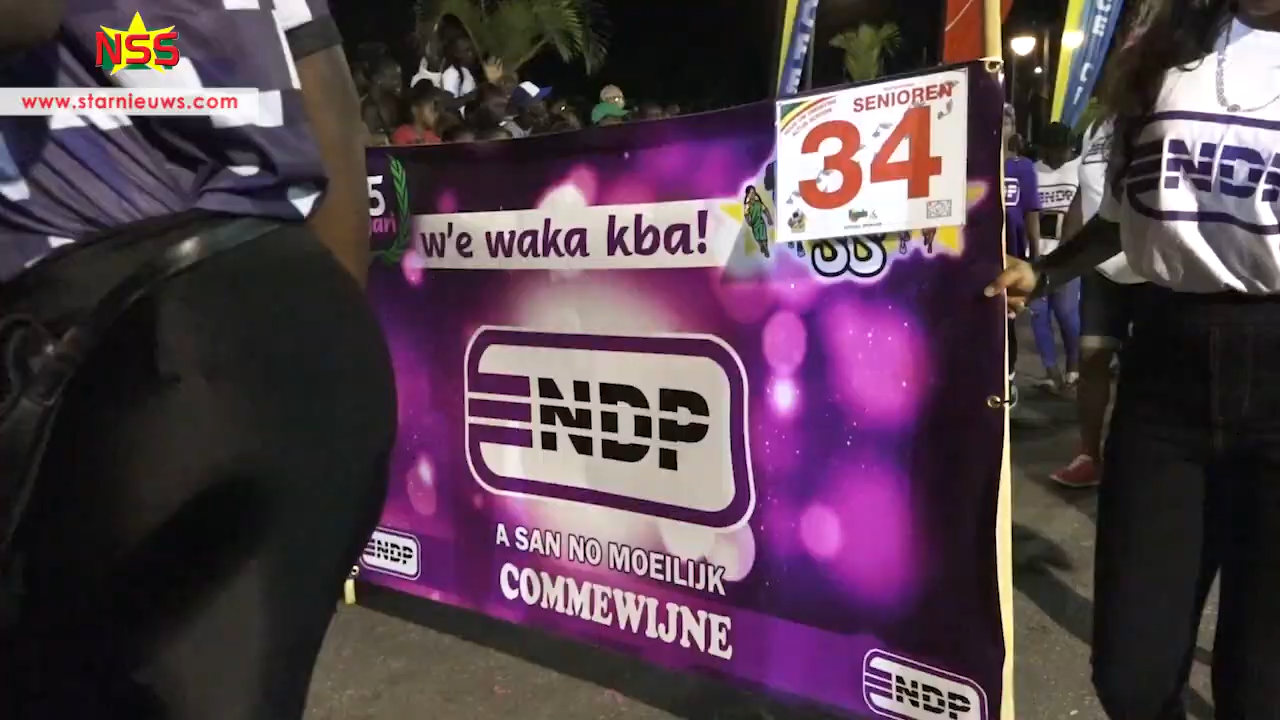 NSS
www.starnieuws.com
SENIOREN
34
w'e waka kba!
NDP
A SAN NO MOEILIJK
COMMEWIJNE
NDP
NDP
NDP